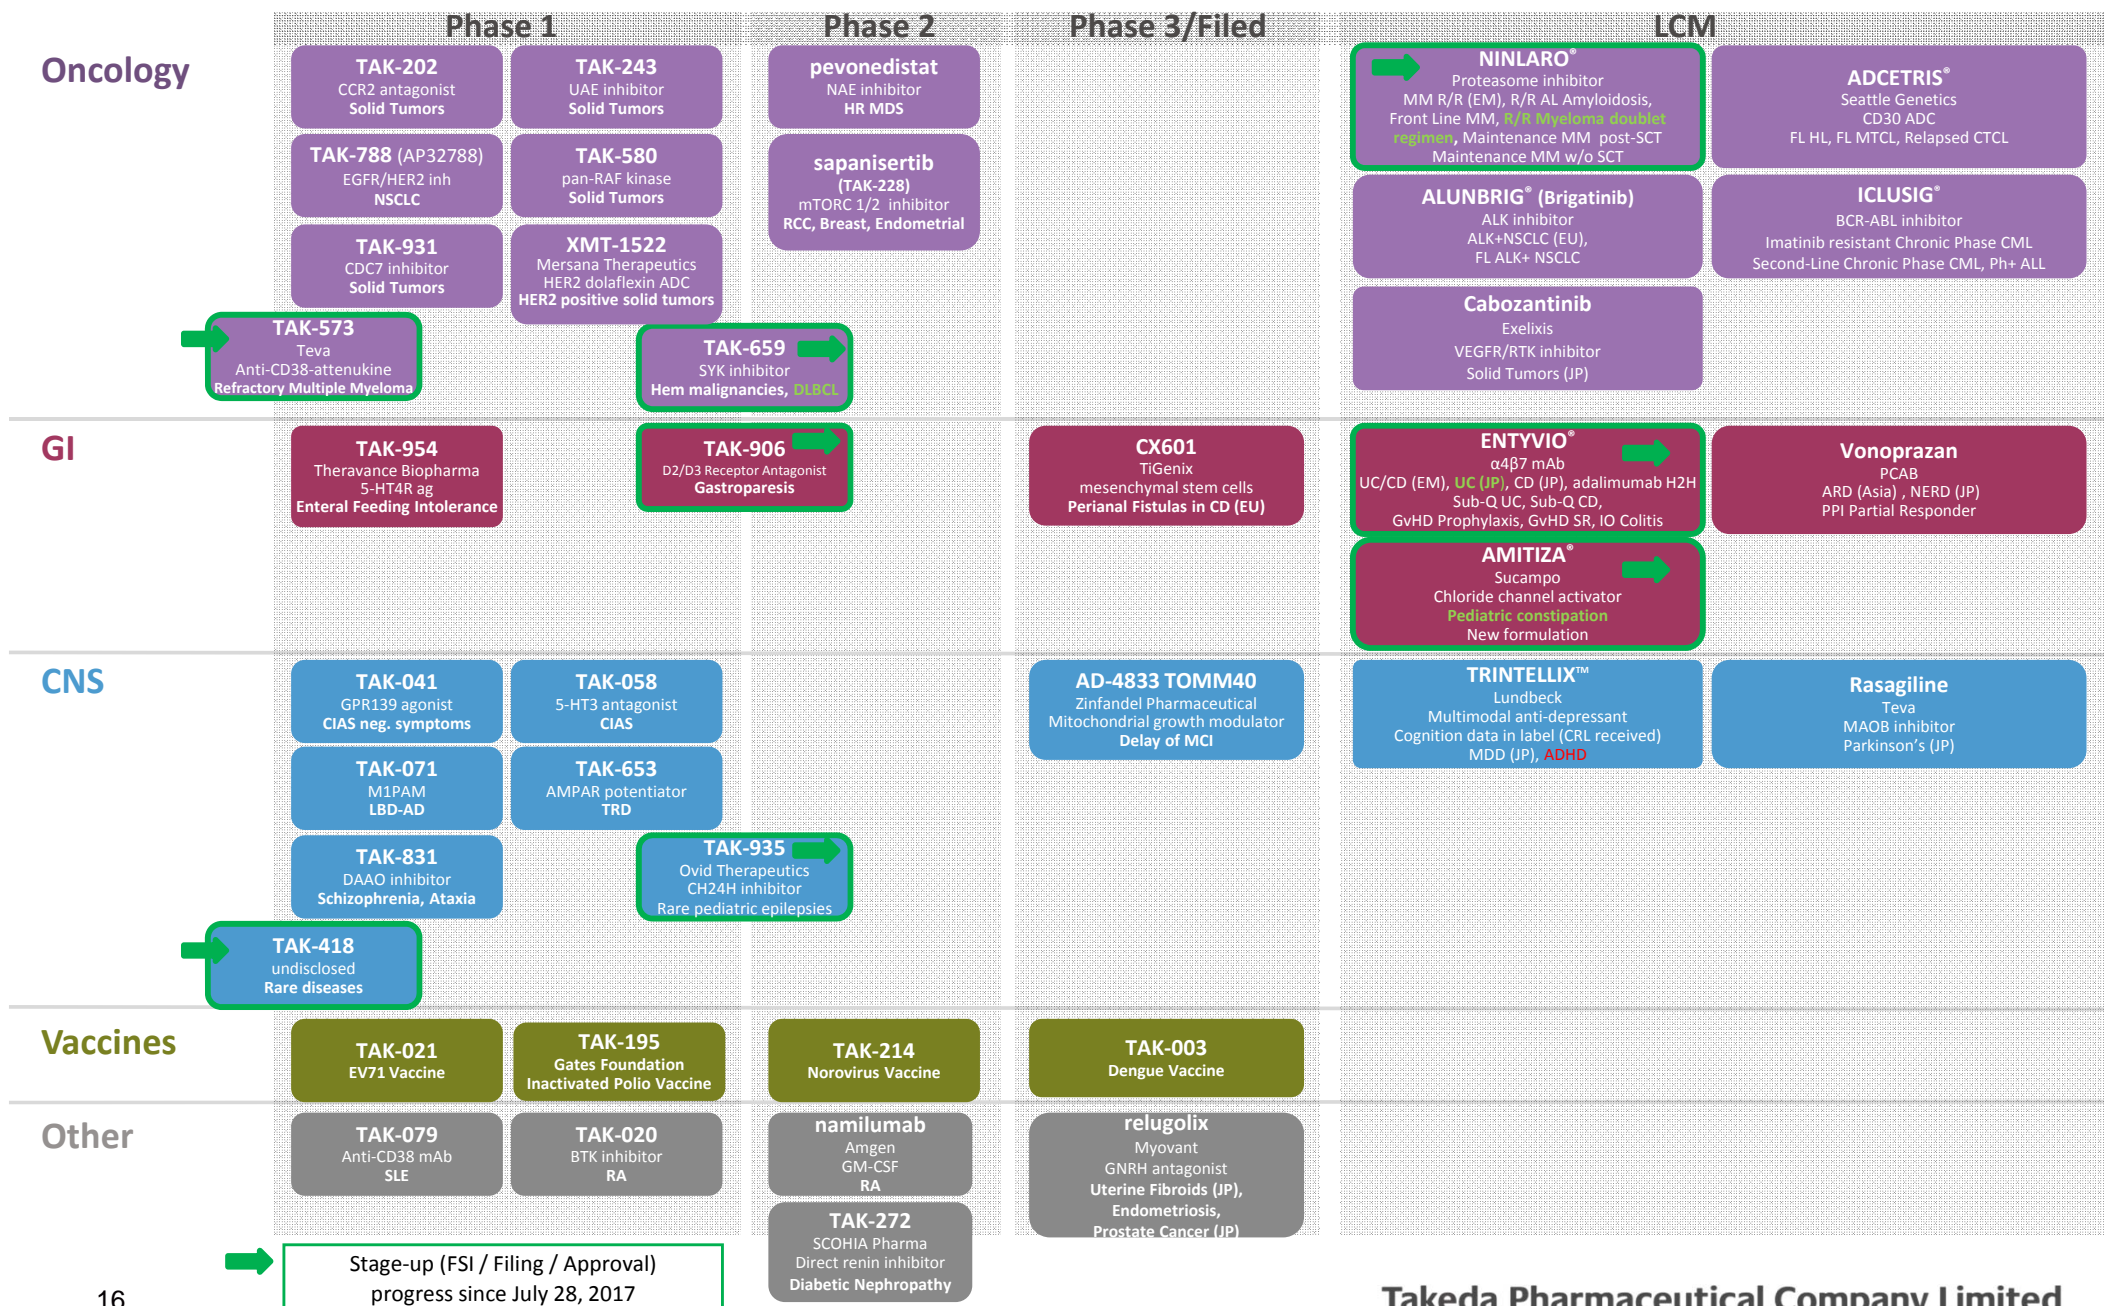 Phase 1
Phase 2
Phase 3/Filed
LCM
Oncology
TAK-202
CCR2 antagonist
Solid Tumors
TAK-243
UAE inhibitor
Solid Tumors
TAK-788 (AP32788)
EGFR/HER2 inh
NSCLC
TAK-580
pan-RAF kinase
Solid Tumors
TAK-931
CDC7 inhibitor
Solid Tumors
XMT-1522
Mersana Therapeutics
HER2 dolaflexin ADC
HER2 positive solid tumors
TAK-573
Teva
Anti-CD38-attenukine
Refractory Multiple Myeloma
TAK-659
SYK inhibitor
Hem malignancies, DLBCL
pevonedistat
NAE inhibitor
HR MDS
sapanisertib
(TAK-228)
mTORC 1/2 inhibitor
RCC, Breast, Endometrial
NINLARO®
Proteasome inhibitor
MM R/R (EM), R/R AL Amyloidosis,
Front Line MM, R/R Myeloma doublet
regimen, Maintenance MM post-SCT
Maintenance MM w/o SCT
ADCETRIS®
Seattle Genetics
CD30 ADC
FL HL, FL MTCL, Relapsed CTCL
ALUNBRIG® (Brigatinib)
ALK inhibitor
ALK+NSCLC (EU),
FL ALK+ NSCLC
ICLUSIG®
BCR-ABL inhibitor
Imatinib resistant Chronic Phase CML
Second-Line Chronic Phase CML, Ph+ ALL
Cabozantinib
Exelixis
VEGFR/RTK inhibitor
Solid Tumors (JP)
GI
TAK-954
Theravance Biopharma
5-HT4R ag
Enteral Feeding Intolerance
TAK-906
D2/D3 Receptor Antagonist
Gastroparesis
CX601
TiGenix
mesenchymal stem cells
Perianal Fistulas in CD (EU)
ENTYVIO®
α4β7 mAb
UC/CD (EM), UC (JP), CD (JP), adalimumab H2H
Sub-Q UC, Sub-Q CD,
GvHD Prophylaxis, GvHD SR, IO Colitis
Vonoprazan
PCAB
ARD (Asia) , NERD (JP)
PPI Partial Responder
AMITIZA®
Sucampo
Chloride channel activator
Pediatric constipation
New formulation
CNS
TAK-041
GPR139 agonist
CIAS neg. symptoms
TAK-058
5-HT3 antagonist
CIAS
TAK-071
M1PAM
LBD-AD
TAK-653
AMPAR potentiator
TRD
TAK-831
DAAO inhibitor
Schizophrenia, Ataxia
TAK-935
Ovid Therapeutics
CH24H inhibitor
Rare pediatric epilepsies
TAK-418
undisclosed
Rare diseases
AD-4833 TOMM40
Zinfandel Pharmaceutical
Mitochondrial growth modulator
Delay of MCI
TRINTELLIX™
Lundbeck
Multimodal anti-depressant
Cognition data in label (CRL received)
MDD (JP), ADHD
Rasagiline
Teva
MAOB inhibitor
Parkinson's (JP)
Vaccines
TAK-021
EV71 Vaccine
TAK-195
Gates Foundation
Inactivated Polio Vaccine
TAK-214
Norovirus Vaccine
TAK-003
Dengue Vaccine
Other
TAK-079
Anti-CD38 mAb
SLE
TAK-020
BTK inhibitor
RA
namilumab
Amgen
GM-CSF
RA
TAK-272
SCOHIA Pharma
Direct renin inhibitor
Diabetic Nephropathy
relugolix
Myovant
GNRH antagonist
Uterine Fibroids (JP),
Endometriosis,
Prostate Cancer (JP)
Stage-up (FSI / Filing / Approval)
progress since July 28, 2017
16
Takeda Pharmaceutical Company Limited